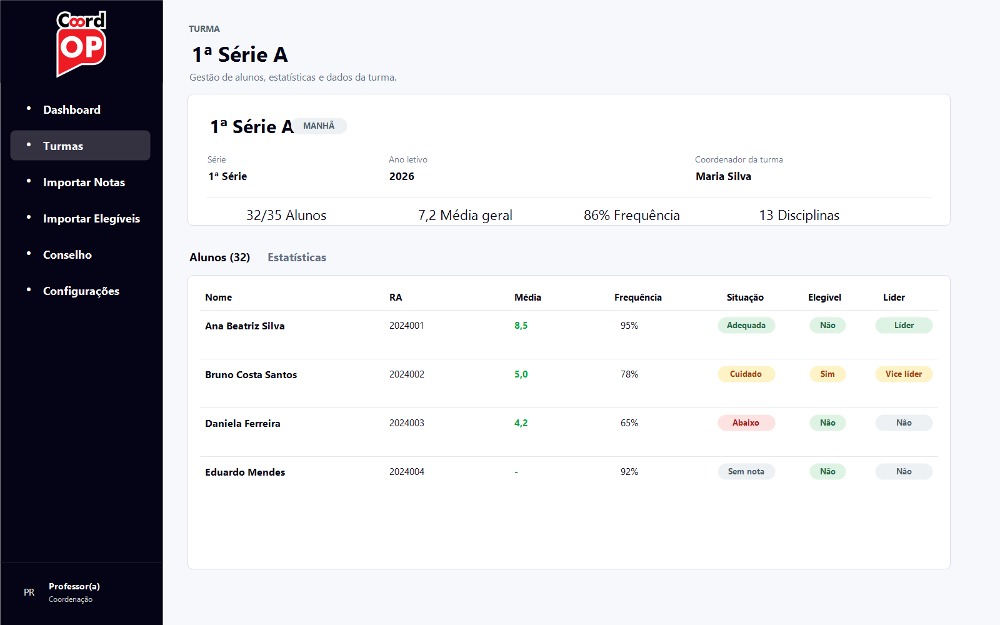 Coord
OP
Dashboard
Turmas
Importar Notas
Importar Elegíveis
Conselho
Configurações
PR
Professor(a)
Coordenação
TURMA
1ª Série A
Gestão de alunos, estatísticas e dados da turma.
1ª Série A MANHÃ
Série Ano letivo Coordenador da turma
1ª Série 2026 Maria Silva
32/35 Alunos 7,2 Média geral 86% Frequência 13 Disciplinas
Alunos (32) Estatísticas
Nome RA Média Frequência Situação Elegível Líder
Ana Beatriz Silva 2024001 8,5 95% Adequada Não Líder
Bruno Costa Santos 2024002 5,0 78% Cuidado Sim Vice líder
Daniela Ferreira 2024003 4,2 65% Abaixo Não Não
Eduardo Mendes 2024004 - 92% Sem nota Não Não